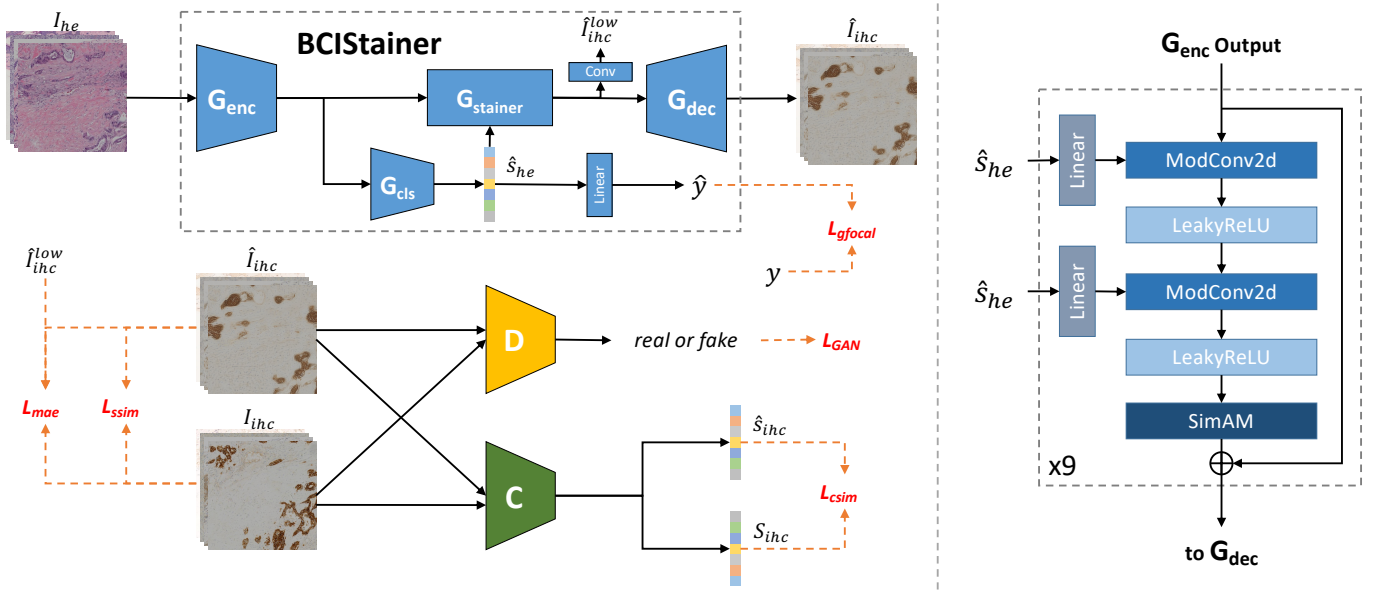 I_he
BCIStainer
Î_ihc^low
Î_ihc
Conv
G_enc
G_stainer
G_dec
ŝ_he
G_cls
Linear
ŷ
L_gfocal
y
Î_ihc^low
Î_ihc
D
real or fake
L_GAN
L_mae
L_ssim
I_ihc
ŝ_ihc
C
L_csim
S_ihc
G_enc Output
ŝ_he
Linear
ModConv2d
LeakyReLU
ŝ_he
Linear
ModConv2d
LeakyReLU
SimAM
x9
to G_dec